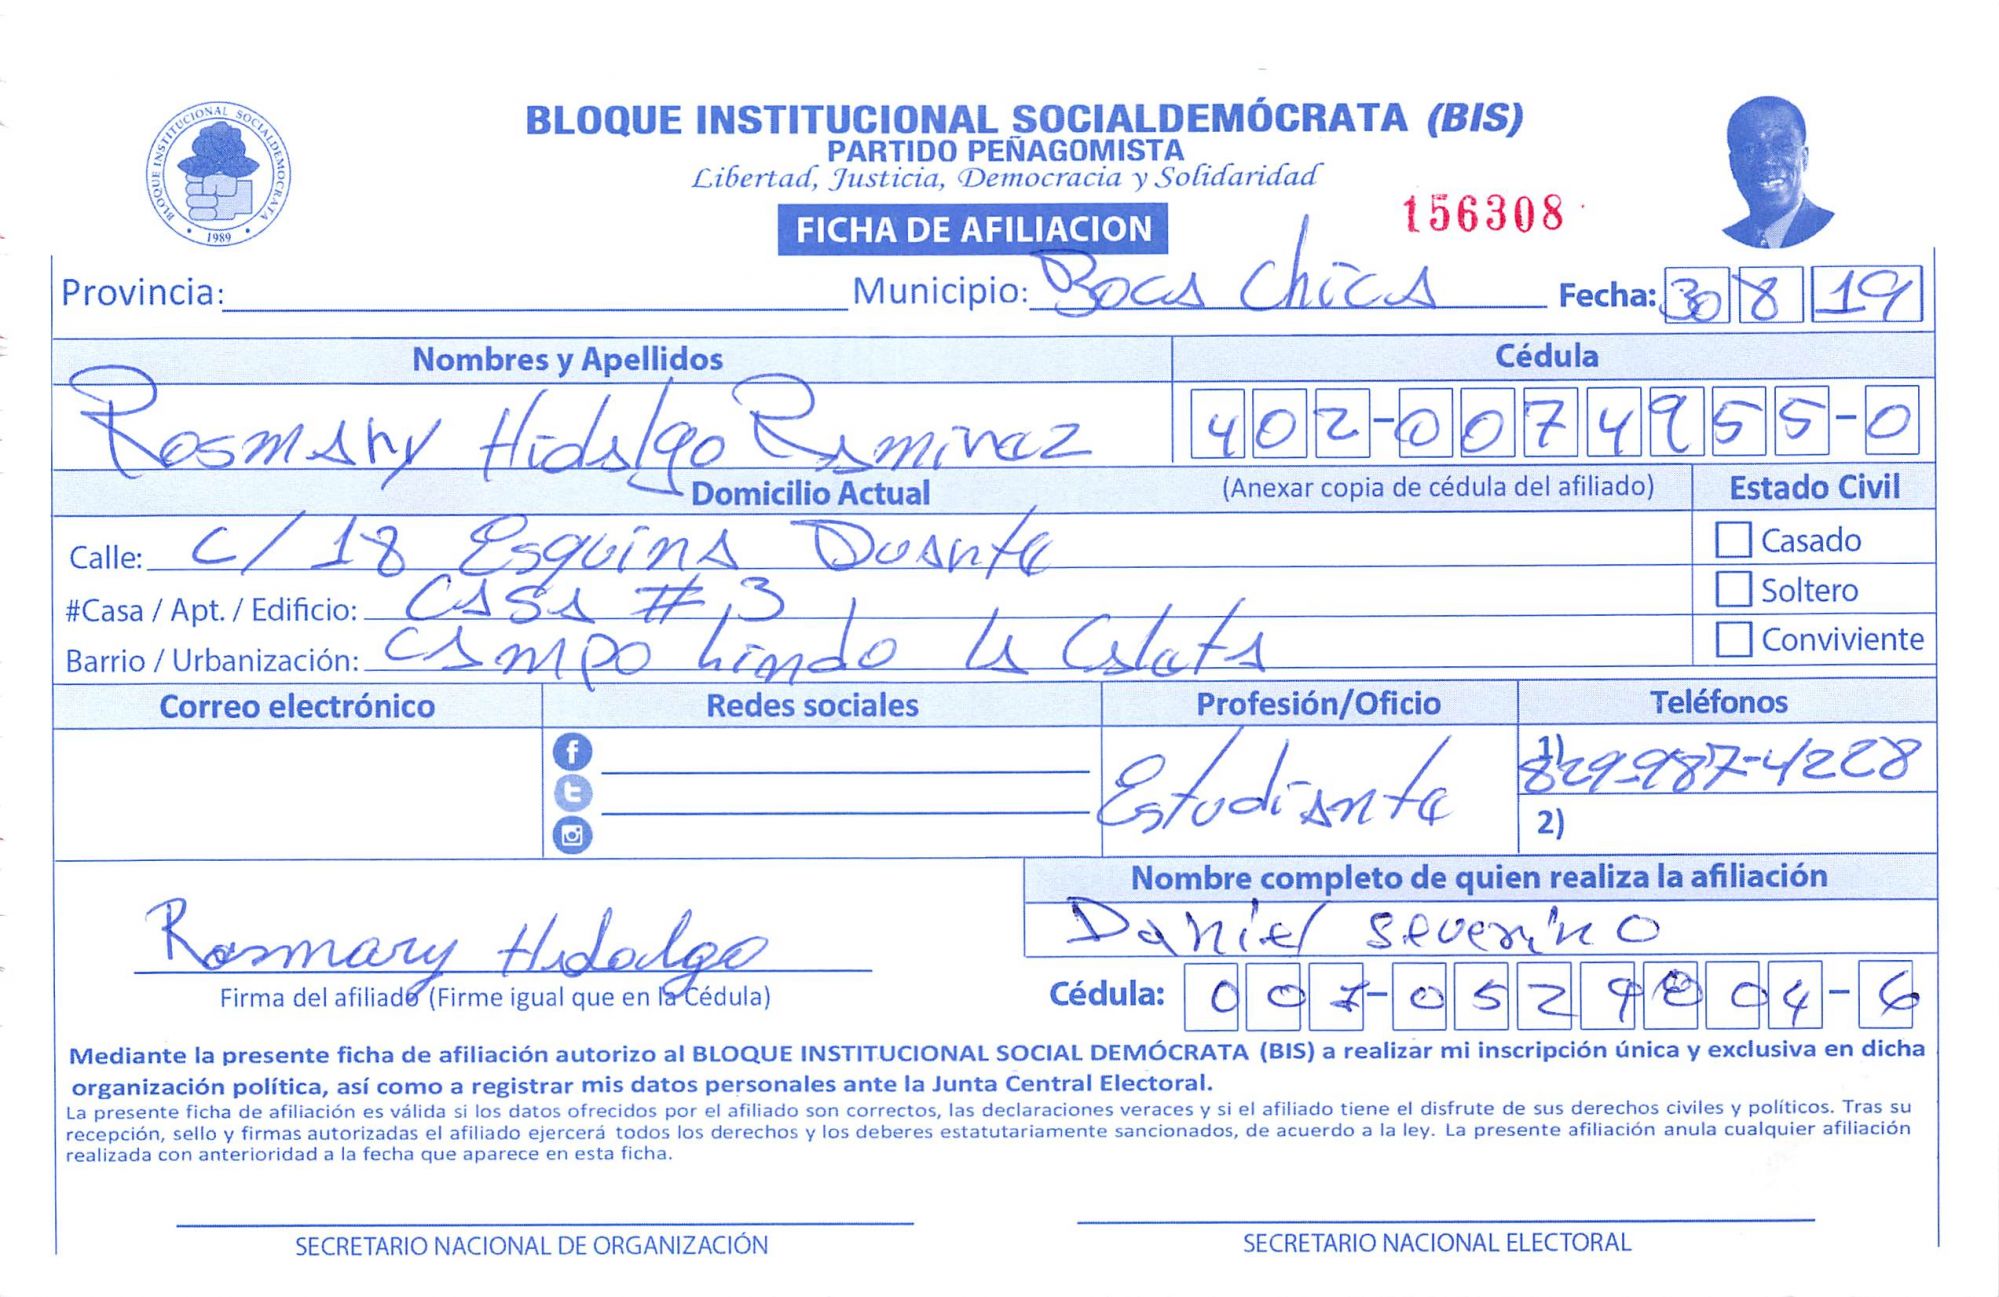 BLOQUE INSTITUCIONAL SOCIALDEMOCRATA
1989
BLOQUE INSTITUCIONAL SOCIALDEMÓCRATA (BIS)
PARTIDO PEÑAGOMISTA
Libertad, Justicia, Democracia y Solidaridad
FICHA DE AFILIACION
156308
Provincia: Municipio: Boca Chica Fecha: 30 8 19
Nombres y Apellidos Cédula
Rosmary Hidalgo Ramirez 402-0074955-0
Domicilio Actual (Anexar copia de cédula del afiliado) Estado Civil
Calle: C/18 Esquina Duarte Casado
#Casa / Apt. / Edificio: Casa #3 Soltero
Barrio / Urbanización: Campo Lindo la Caleta Conviviente
Correo electrónico Redes sociales Profesión/Oficio Teléfonos
Estudiante 1) 829-987-4228
2)
Nombre completo de quien realiza la afiliación
Rosmary Hidalgo Daniel Severino
Firma del afiliado (Firme igual que en la Cédula) Cédula: 007-0529004-6
Mediante la presente ficha de afiliación autorizo al BLOQUE INSTITUCIONAL SOCIAL DEMÓCRATA (BIS) a realizar mi inscripción única y exclusiva en dicha
organización política, así como a registrar mis datos personales ante la Junta Central Electoral.
La presente ficha de afiliación es válida si los datos ofrecidos por el afiliado son correctos, las declaraciones veraces y si el afiliado tiene el disfrute de sus derechos civiles y políticos. Tras su
recepción, sello y firmas autorizadas el afiliado ejercerá todos los derechos y los deberes estatutariamente sancionados, de acuerdo a la ley. La presente afiliación anula cualquier afiliación
realizada con anterioridad a la fecha que aparece en esta ficha.
SECRETARIO NACIONAL DE ORGANIZACIÓN SECRETARIO NACIONAL ELECTORAL